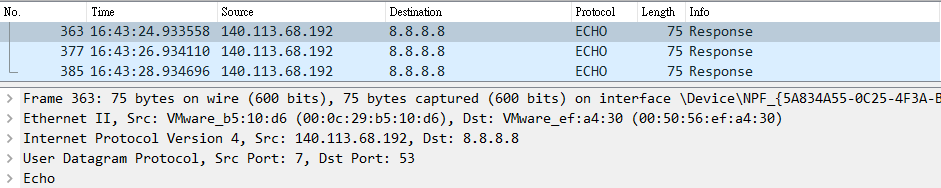 No. Time Source Destination Protocol Length Info
363 16:43:24.933558 140.113.68.192 8.8.8.8 ECHO 75 Response
377 16:43:26.934110 140.113.68.192 8.8.8.8 ECHO 75 Response
385 16:43:28.934696 140.113.68.192 8.8.8.8 ECHO 75 Response
Frame 363: 75 bytes on wire (600 bits), 75 bytes captured (600 bits) on interface \Device\NPF_{5A834A55-0C25-4F3A-B
Ethernet II, Src: VMware_b5:10:d6 (00:0c:29:b5:10:d6), Dst: VMware_ef:a4:30 (00:50:56:ef:a4:30)
Internet Protocol Version 4, Src: 140.113.68.192, Dst: 8.8.8.8
User Datagram Protocol, Src Port: 7, Dst Port: 53
Echo